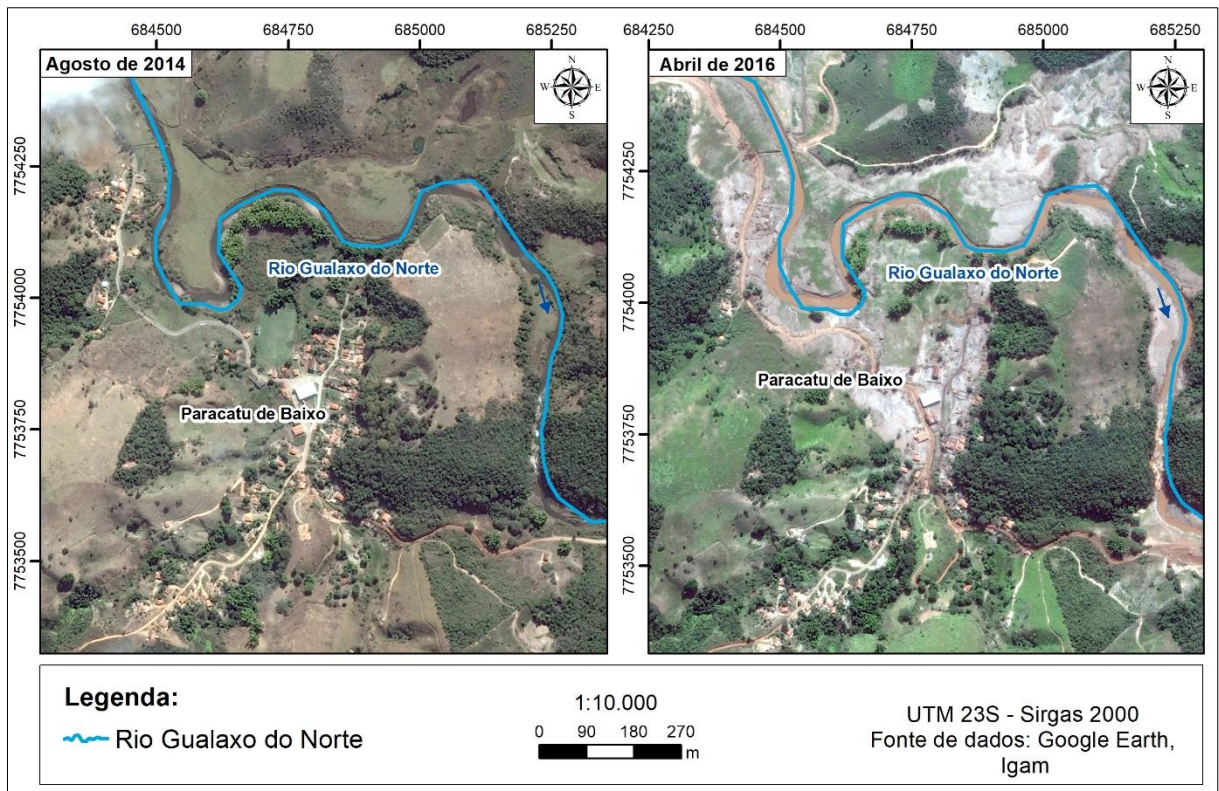 684500 684750 685000 685250
684250 684500 684750 685000 685250
Agosto de 2014
N
W E
S
7754250
7754000
7753750
7753500
Rio Gualaxo do Norte
Paracatu de Baixo
Abril de 2016
N
W E
S
7754250
7754000
7753750
7753500
Rio Gualaxo do Norte
Paracatu de Baixo
Legenda:
Rio Gualaxo do Norte
1:10.000
0 90 180 270
m
UTM 23S - Sirgas 2000
Fonte de dados: Google Earth,
Igam